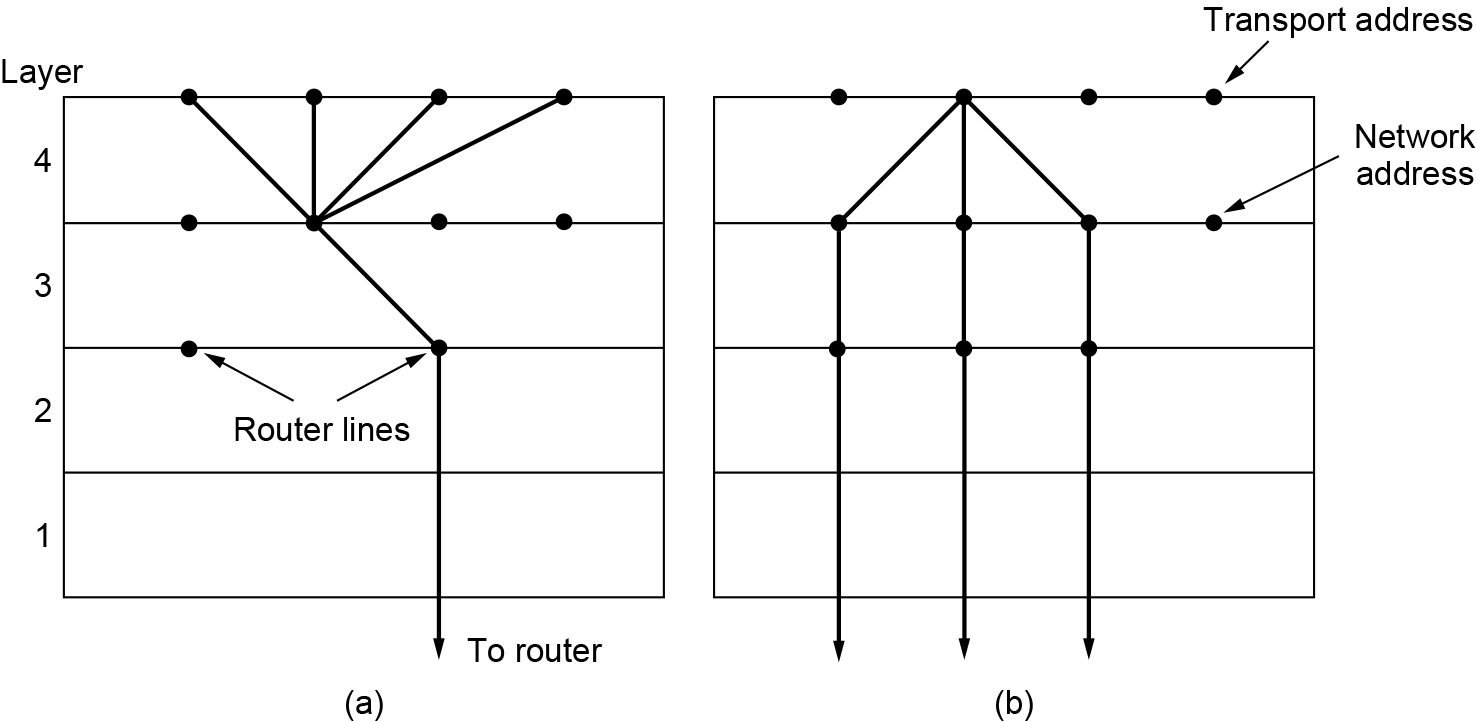 Transport address
Layer
Network
address
4
3
2
1
Router lines
To router
(a)
(b)